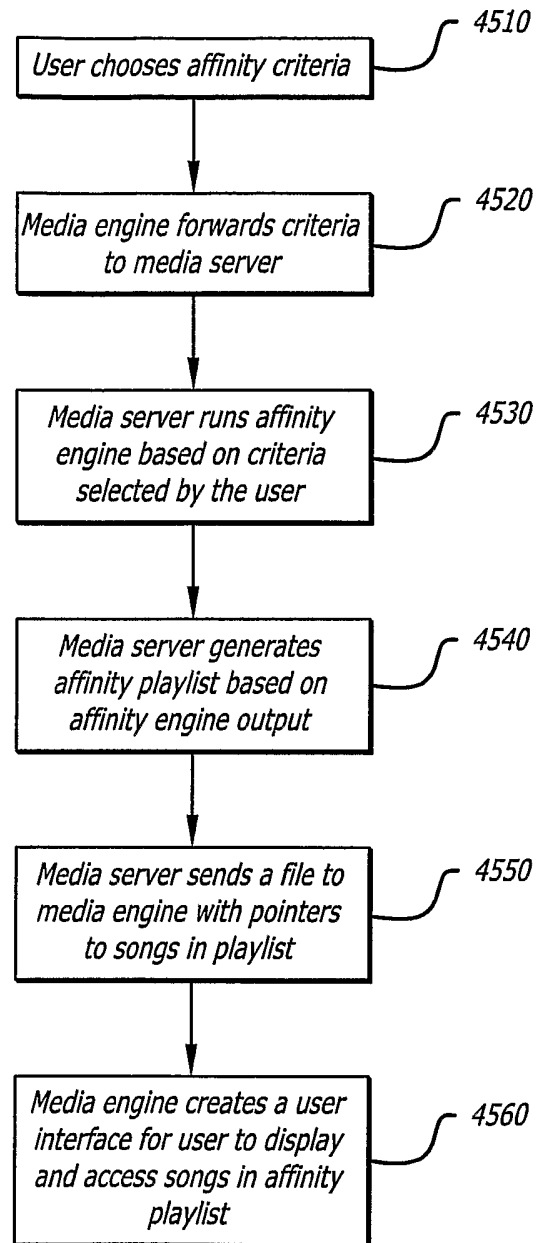 4510
User chooses affinity criteria
4520
Media engine forwards criteria
to media server
4530
Media server runs affinity
engine based on criteria
selected by the user
4540
Media server generates
affinity playlist based on
affinity engine output
4550
Media server sends a file to
media engine with pointers
to songs in playlist
4560
Media engine creates a user
interface for user to display
and access songs in affinity
playlist